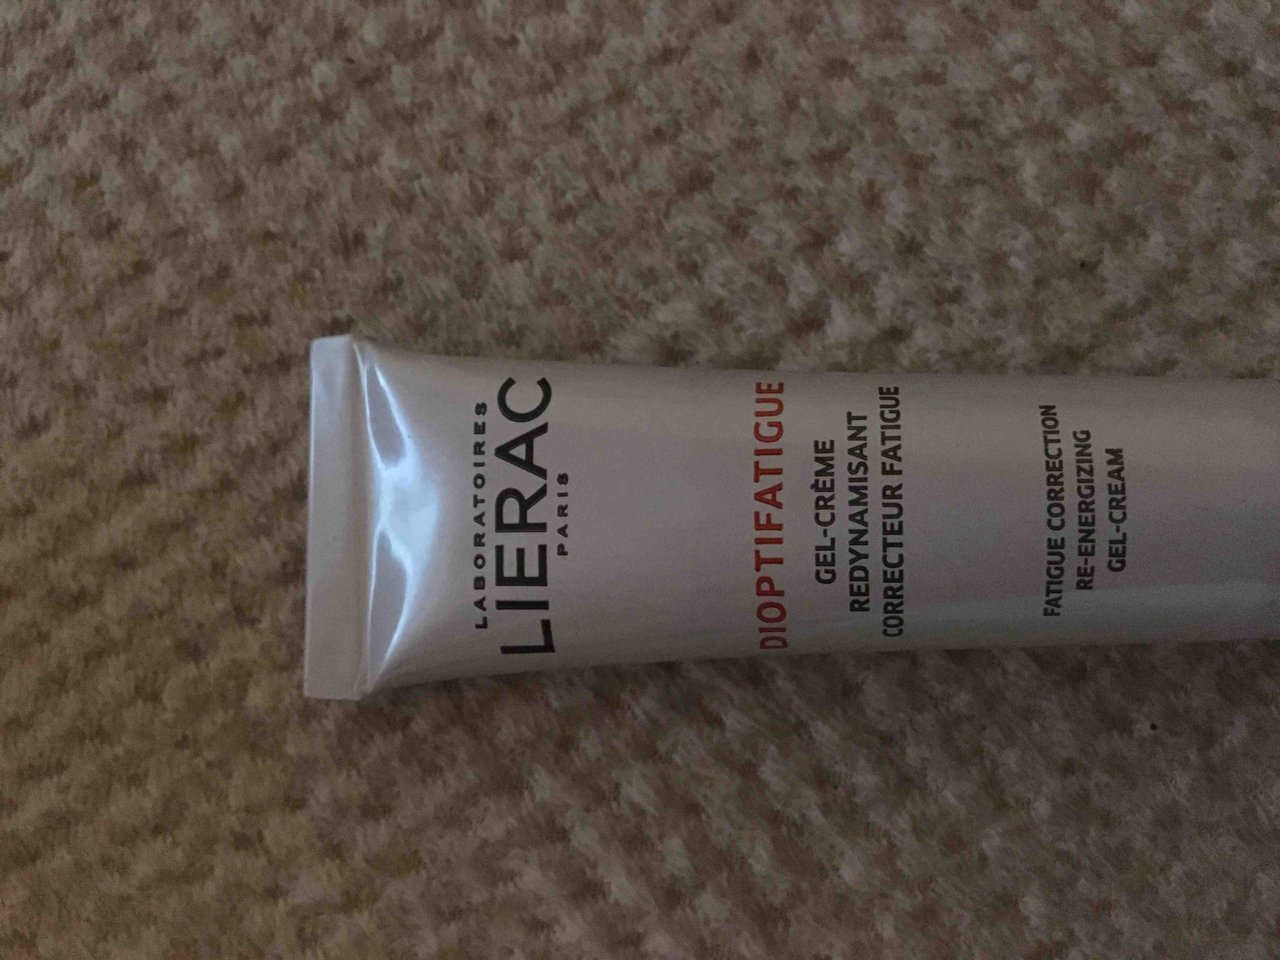 LABORATOIRES
LIERAC
PARIS
DIOPTIFATIGUE
GEL-CRÈME
REDYNAMISANT
CORRECTEUR FATIGUE
FATIGUE CORRECTION
RE-ENERGIZING
GEL-CREAM